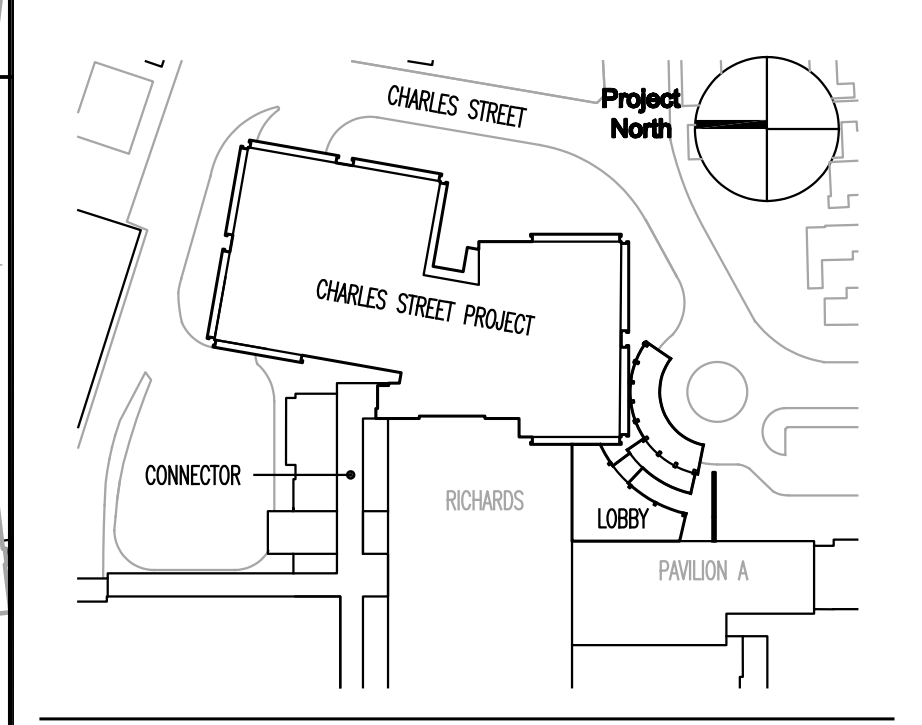 CHARLES STREET
Project
North
CHARLES STREET PROJECT
CONNECTOR
RICHARDS
LOBBY
PAVILION A